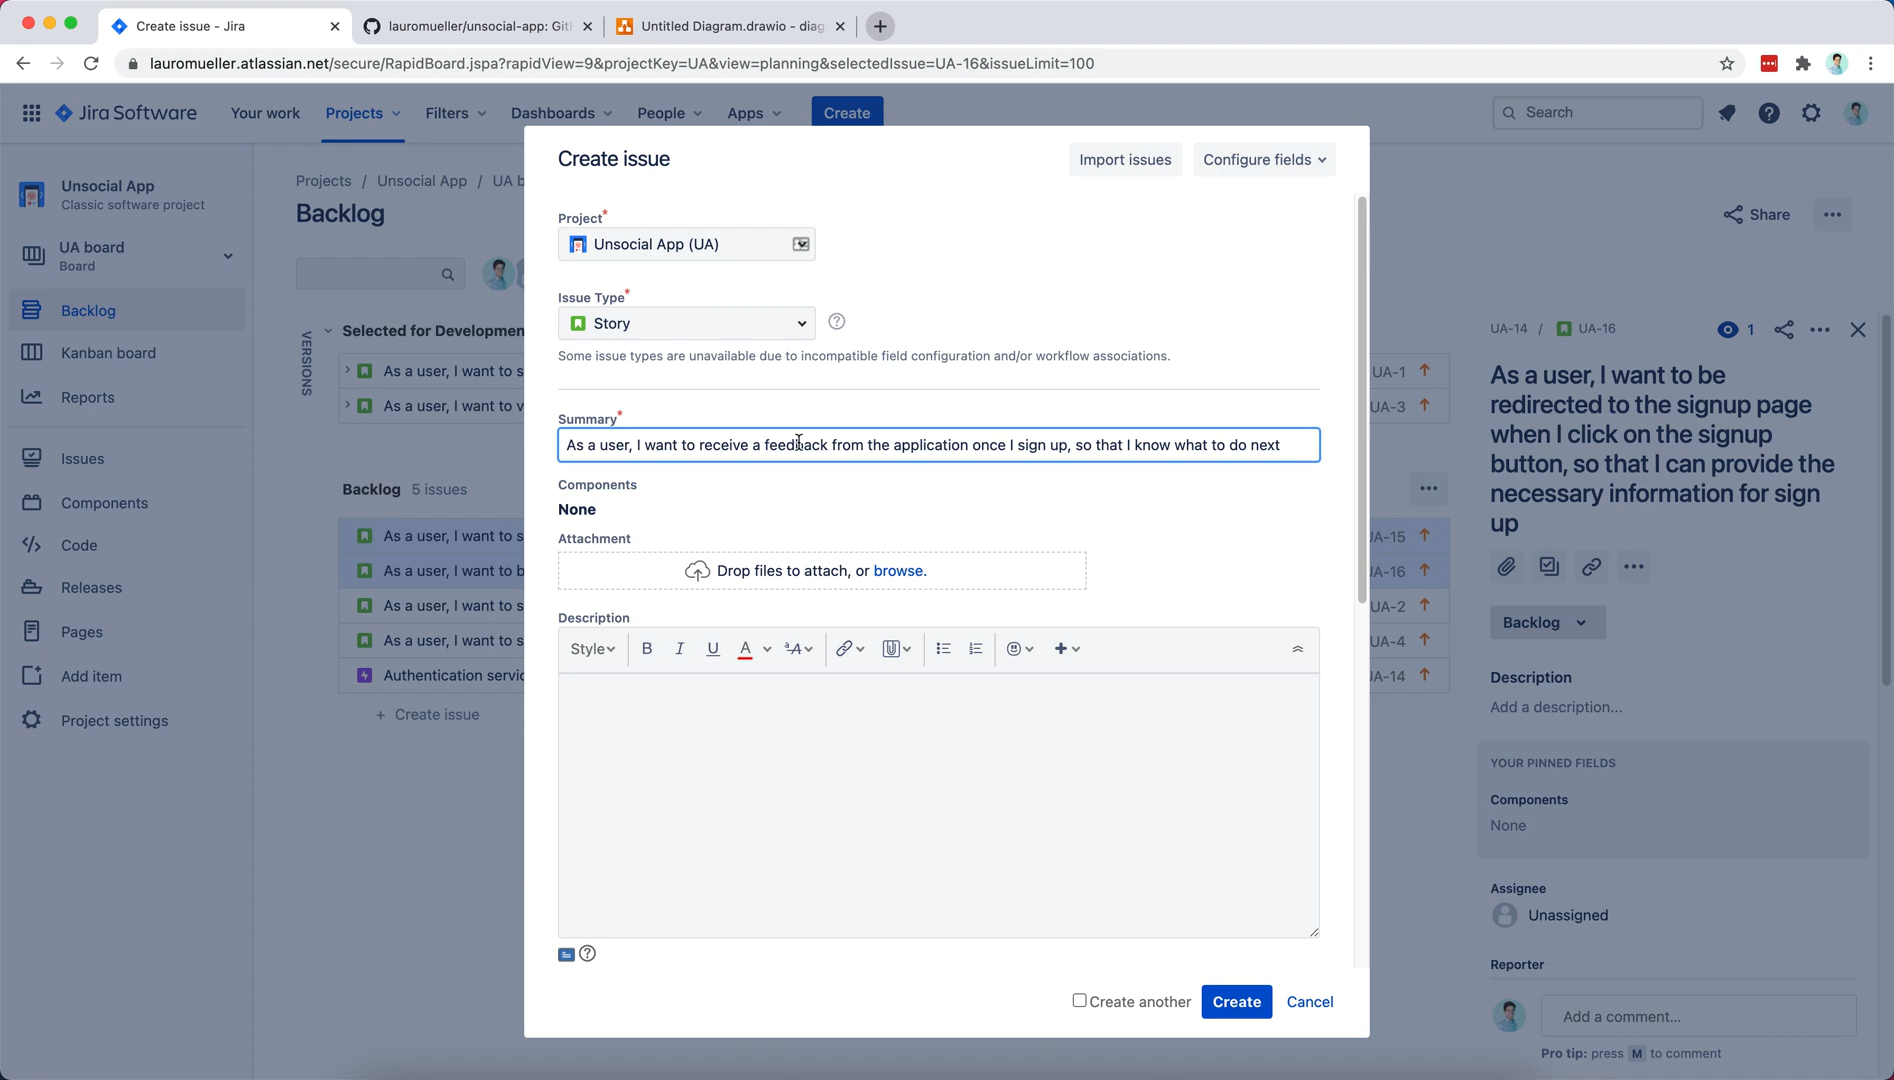 Create issue - Jira
lauromueller/unsocial-app: Git
Untitled Diagram.drawio - diag
lauromueller.atlassian.net/secure/RapidBoard.jspa?rapidView=9&projectKey=UA&view=planning&selectedIssue=UA-16&issueLimit=100
Jira Software
Your work
Projects
Filters
Dashboards
People
Apps
Create
Search
Unsocial App
Classic software project
UA board
Board
Backlog
Kanban board
Reports
Issues
Components
Code
Releases
Pages
Add item
Project settings
Projects / Unsocial App / UA b
Backlog
Share
VERSIONS
Selected for Developmen
As a user, I want to s
UA-1
As a user, I want to v
UA-3
Backlog 5 issues
As a user, I want to s
UA-15
As a user, I want to b
UA-16
As a user, I want to s
UA-2
As a user, I want to s
UA-4
Authentication servic
UA-14
+ Create issue
Create issue
Import issues
Configure fields
Project*
Unsocial App (UA)
Issue Type*
Story
Some issue types are unavailable due to incompatible field configuration and/or workflow associations.
Summary*
As a user, I want to receive a feedback from the application once I sign up, so that I know what to do next
Components
None
Attachment
Drop files to attach, or browse.
Description
Style B I U A
Create another
Create
Cancel
UA-14 / UA-16
1
As a user, I want to be
redirected to the signup page
when I click on the signup
button, so that I can provide the
necessary information for sign
up
Backlog
Description
Add a description...
YOUR PINNED FIELDS
Components
None
Assignee
Unassigned
Reporter
Add a comment...
Pro tip: press M to comment